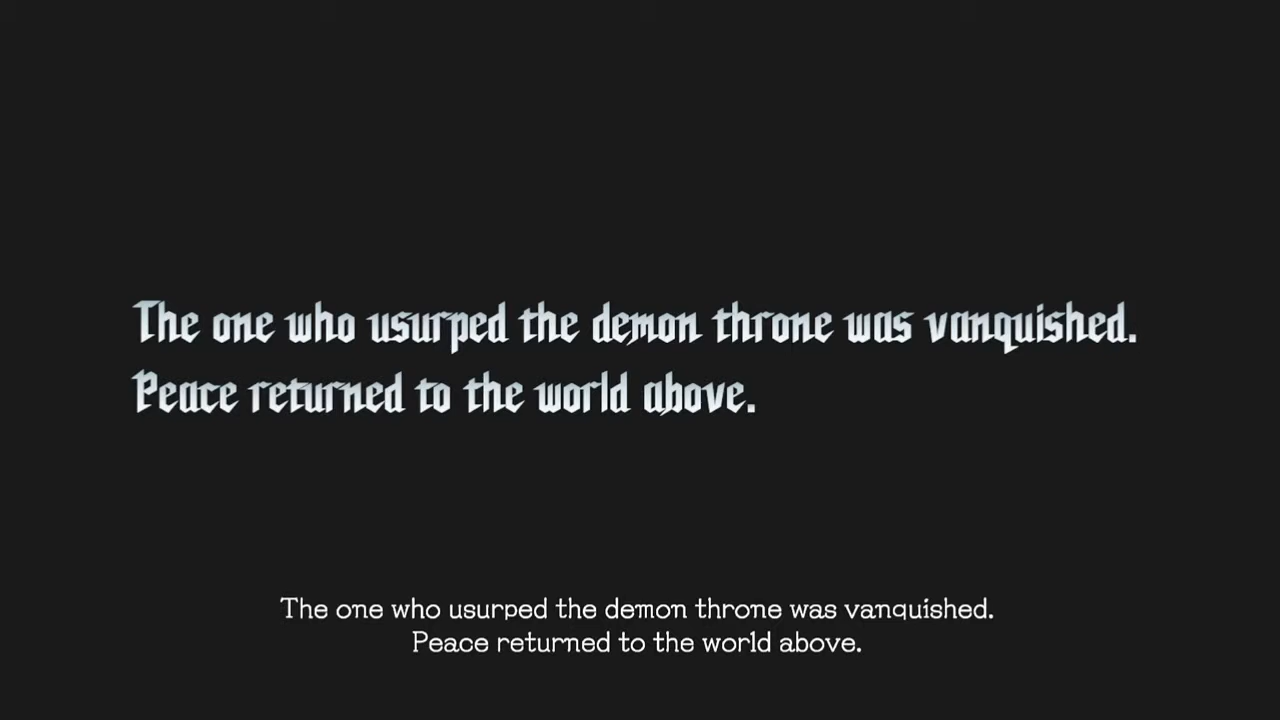 The one who usurped the demon throne was vanquished.
Peace returned to the world above.
The one who usurped the demon throne was vanquished.
Peace returned to the world above.